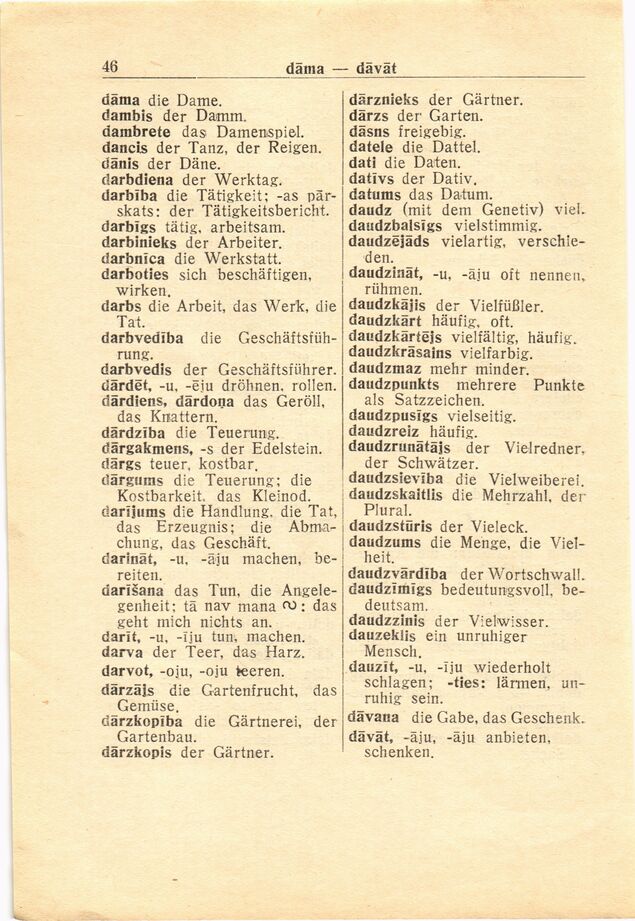 46
dāma — dāvāt
dāma die Dame.
dambis der Damm.
dambrete das Damenspiel.
dancis der Tanz, der Reigen.
dānis der Däne.
darbdiena der Werktag.
darbība die Tätigkeit; -as pār-
skats: der Tätigkeitsbericht.
darbīgs tätig, arbeitsam.
darbinieks der Arbeiter.
darbnīca die Werkstatt.
darboties sich beschäftigen,
wirken.
darbs die Arbeit, das Werk, die
Tat.
darbvedība die Geschäftsfüh-
rung.
darbvedis der Geschäftsführer.
dārdēt, -u, -ēju dröhnen, rollen.
dārdiens, dārdoņa das Geröll,
das Knattern.
dārdzība die Teuerung.
dārgakmens, -s der Edelstein.
dārgs teuer, kostbar.
dārgums die Teuerung; die
Kostbarkeit, das Kleinod.
darījums die Handlung, die Tat,
das Erzeugnis; die Abma-
chung, das Geschäft.
darināt, -u, -āju machen, be-
reiten.
darīšana das Tun, die Angele-
genheit; tā nav mana ∾: das
geht mich nichts an.
darīt, -u, -īju tun, machen.
darva der Teer, das Harz.
darvot, -oju, -oju teeren.
dārzājs die Gartenfrucht, das
Gemüse.
dārzkopība die Gärtnerei, der
Gartenbau.
dārzkopis der Gärtner.
dārznieks der Gärtner.
dārzs der Garten.
dāsns freigebig.
datele die Dattel.
dati die Daten.
datīvs der Dativ.
datums das Datum.
daudz (mit dem Genetiv) viel.
daudzbalsīgs vielstimmig.
daudzējāds vielartig, verschie-
den.
daudzināt, -u, -āju oft nennen,
rühmen.
daudzkājis der Vielfüßler.
daudzkārt häufig, oft.
daudzkārtējs vielfältig, häufig.
daudzkrāsains vielfarbig.
daudzmaz mehr minder.
daudzpunkts mehrere Punkte
als Satzzeichen.
daudzpusīgs vielseitig.
daudzreiz häufig.
daudzrunātājs der Vielredner,
der Schwätzer.
daudzsievība die Vielweiberei.
daudzskaitlis die Mehrzahl, der
Plural.
daudzstūris der Vieleck.
daudzums die Menge, die Viel-
heit.
daudzvārdība der Wortschwall.
daudzīmīgs bedeutungsvoll, be-
deutsam.
daudzzinis der Vielwisser.
dauzeklis ein unruhiger
Mensch.
dauzīt, -u, -īju wiederholt
schlagen; -ties: lärmen, un-
ruhig sein.
dāvana die Gabe, das Geschenk.
dāvāt, -āju, -āju anbieten,
schenken.